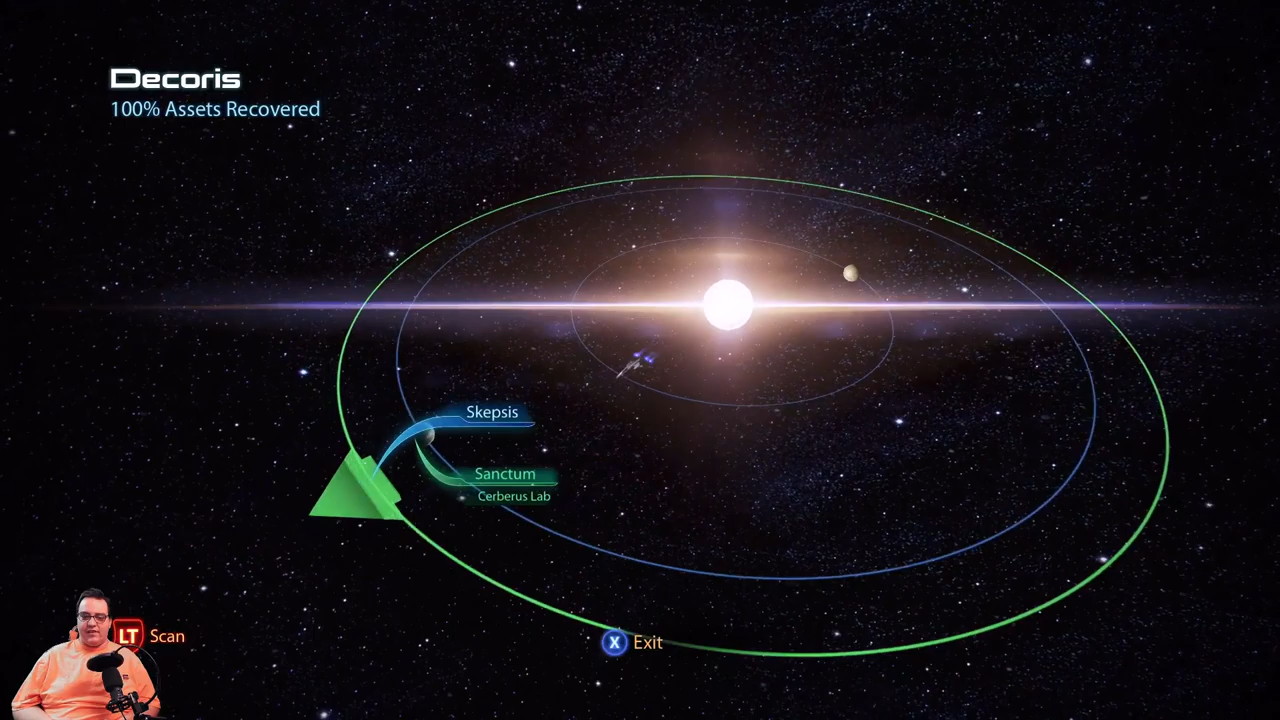 Decoris
100% Assets Recovered
Skepsis
Sanctum
Cerberus Lab
LT Scan
X Exit